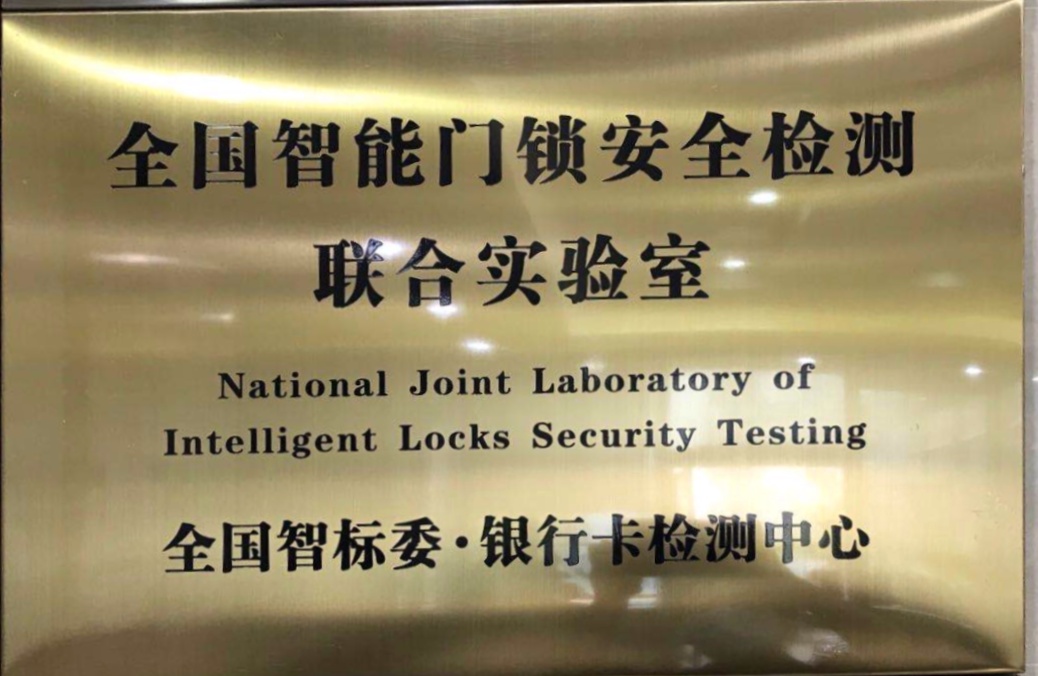 全国智能门锁安全检测
联合实验室
National Joint Laboratory of
Intelligent Locks Security Testing
全国智标委·银行卡检测中心